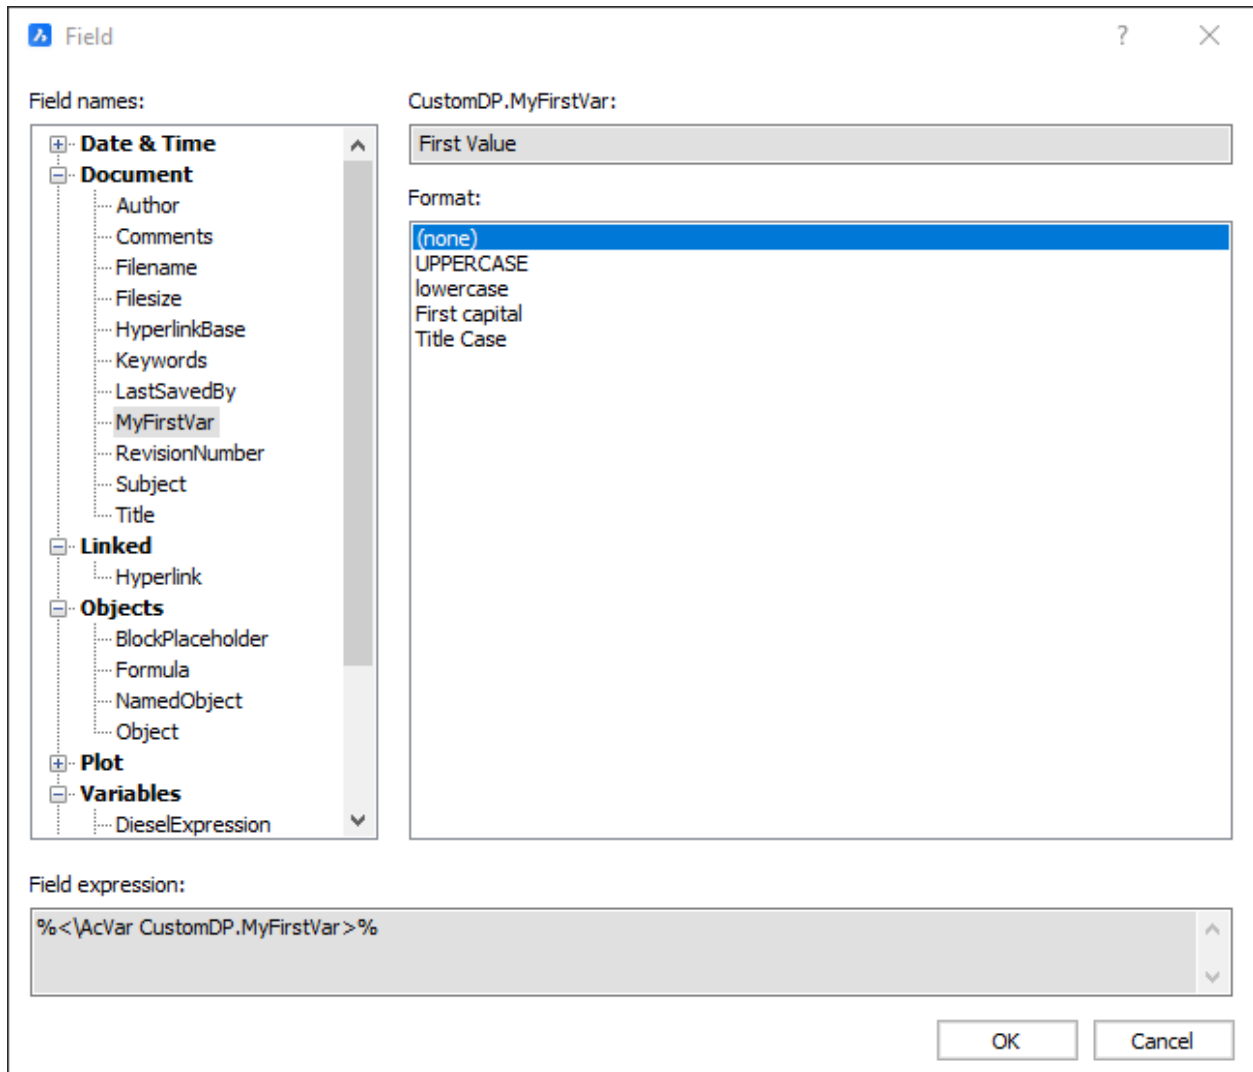 Field
Field names:
Date & Time
Document
Author
Comments
Filename
Filesize
HyperlinkBase
Keywords
LastSavedBy
MyFirstVar
RevisionNumber
Subject
Title
Linked
Hyperlink
Objects
BlockPlaceholder
Formula
NamedObject
Object
Plot
Variables
DieselExpression
CustomDP.MyFirstVar:
First Value
Format:
(none)
UPPERCASE
lowercase
First capital
Title Case
Field expression:
%<\AcVar CustomDP.MyFirstVar>%
OK
Cancel